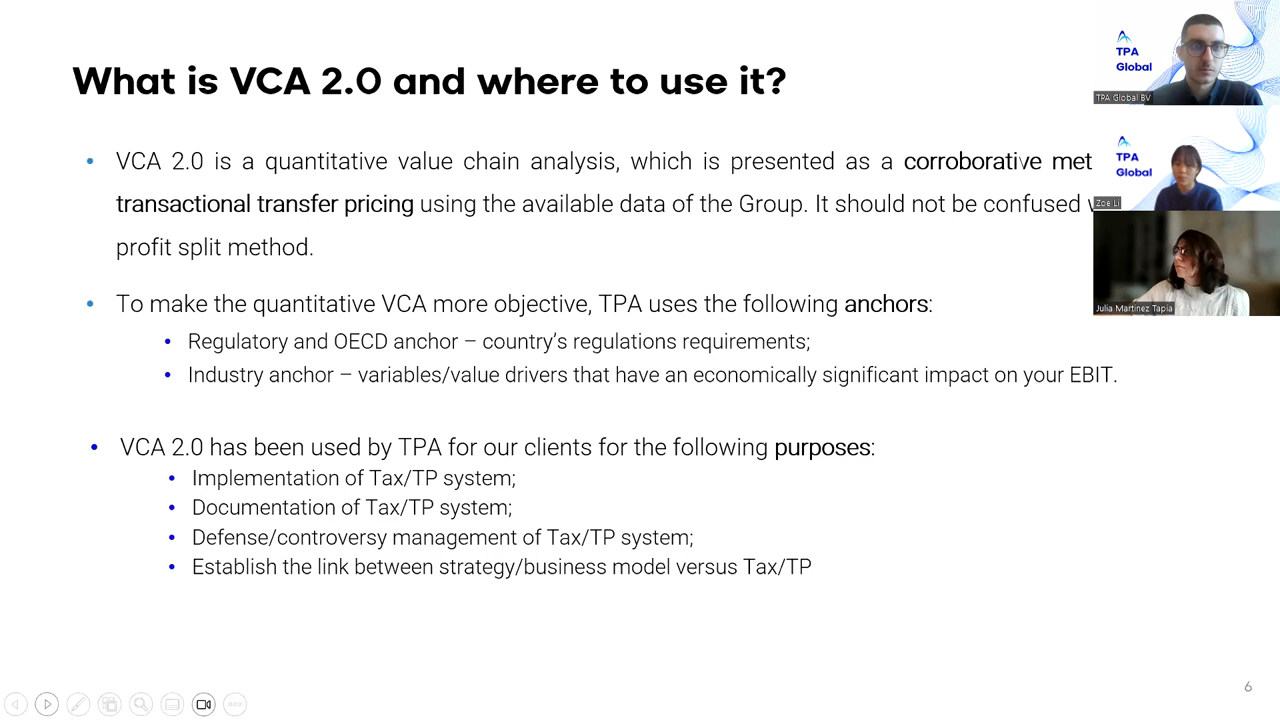 What is VCA 2.0 and where to use it?
VCA 2.0 is a quantitative value chain analysis, which is presented as a corroborative
transactional transfer pricing using the available data of the Group. It should not be confused
profit split method.
To make the quantitative VCA more objective, TPA uses the following anchors:
Regulatory and OECD anchor – country's regulations requirements;
Industry anchor – variables/value drivers that have an economically significant impact on your EBIT.
VCA 2.0 has been used by TPA for our clients for the following purposes:
Implementation of Tax/TP system;
Documentation of Tax/TP system;
Defense/controversy management of Tax/TP system;
Establish the link between strategy/business model versus Tax/TP
6
TPA
Global
TPA Global BV
TPA
Global
Zoe Li
Julia Martinez Tapia